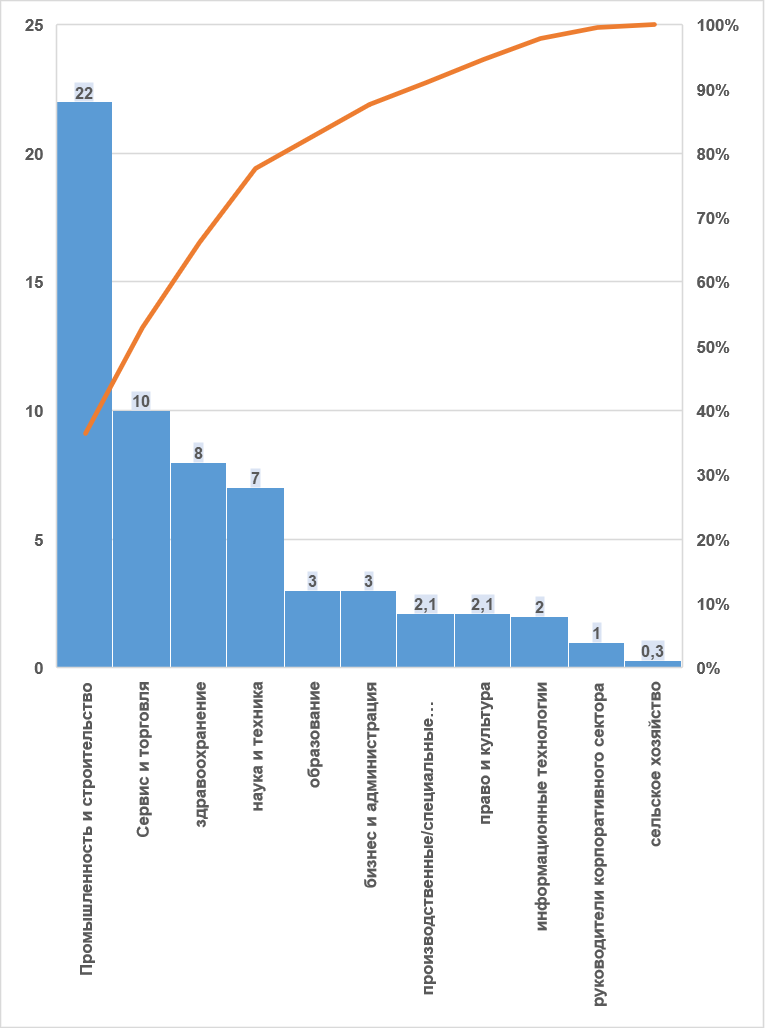 25
20
15
10
5
0
100%
90%
80%
70%
60%
50%
40%
30%
20%
10%
0%
22
10
8
7
3
3
2,1
2,1
2
1
0,3
Промышленность и строительство
Сервис и торговля
здравоохранение
наука и техника
образование
бизнес и администрация
производственные/специальные…
право и культура
информационные технологии
руководители корпоративного сектора
сельское хозяйство